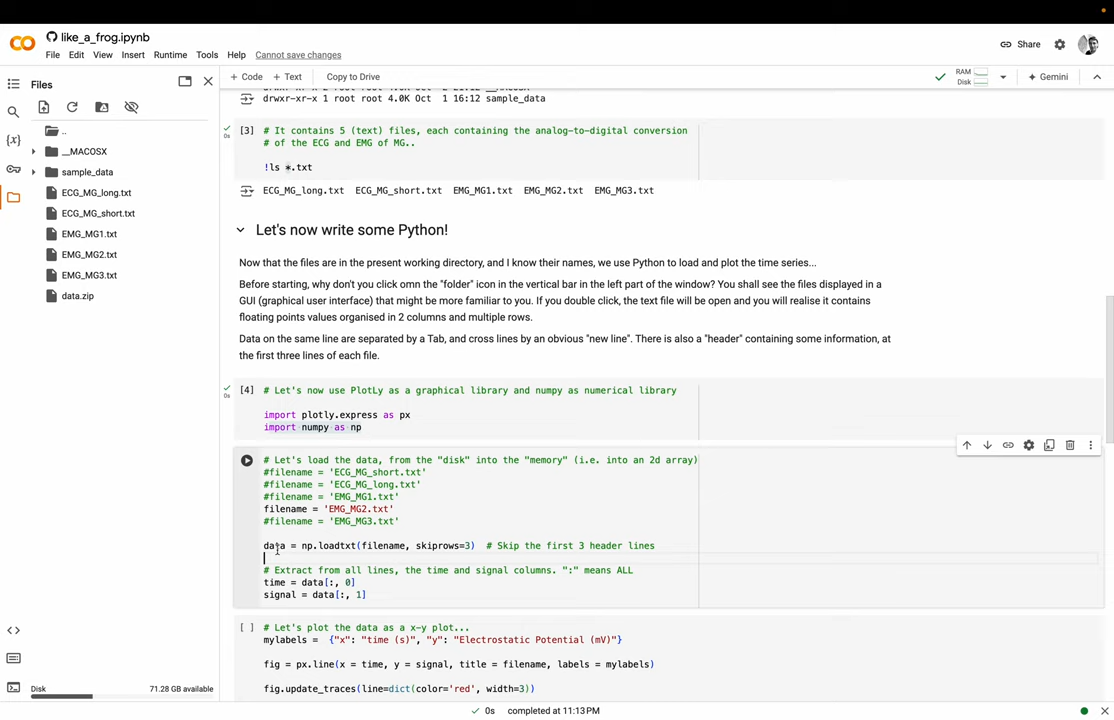 like_a_frog.ipynb
File Edit View Insert Runtime Tools Help Cannot save changes
Share
+ Code + Text Copy to Drive
RAM
Disk
Gemini
Files
..
__MACOSX
sample_data
ECG_MG_long.txt
ECG_MG_short.txt
EMG_MG1.txt
EMG_MG2.txt
EMG_MG3.txt
data.zip
Disk 71.28 GB available
drwxr-xr-x 1 root root 4.0K Oct  1 16:12 sample_data
[3] # It contains 5 (text) files, each containing the analog-to-digital conversion
0s
# of the ECG and EMG of MG..
!ls *.txt
ECG_MG_long.txt  ECG_MG_short.txt  EMG_MG1.txt  EMG_MG2.txt  EMG_MG3.txt
Let's now write some Python!
Now that the files are in the present working directory, and I know their names, we use Python to load and plot the time series...
Before starting, why don't you click omn the "folder" icon in the vertical bar in the left part of the window? You shall see the files displayed in a
GUI (graphical user interface) that might be more familiar to you. If you double click, the text file will be open and you will realise it contains
floating points values organised in 2 columns and multiple rows.
Data on the same line are separated by a Tab, and cross lines by an obvious "new line". There is also a "header" containing some information, at
the first three lines of each file.
[4] # Let's now use PlotLy as a graphical library and numpy as numerical library
0s
import plotly.express as px
import numpy as np
# Let's load the data, from the "disk" into the "memory" (i.e. into an 2d array)
#filename = 'ECG_MG_short.txt'
#filename = 'ECG_MG_long.txt'
#filename = 'EMG_MG1.txt'
filename = 'EMG_MG2.txt'
#filename = 'EMG_MG3.txt'
data = np.loadtxt(filename, skiprows=3)  # Skip the first 3 header lines
# Extract from all lines, the time and signal columns. ":" means ALL
time = data[:, 0]
signal = data[:, 1]
[ ] # Let's plot the data as a x-y plot...
mylabels =  {"x": "time (s)", "y": "Electrostatic Potential (mV)"}
fig = px.line(x = time, y = signal, title = filename, labels = mylabels)
fig.update_traces(line=dict(color='red', width=3))
0s completed at 11:13 PM